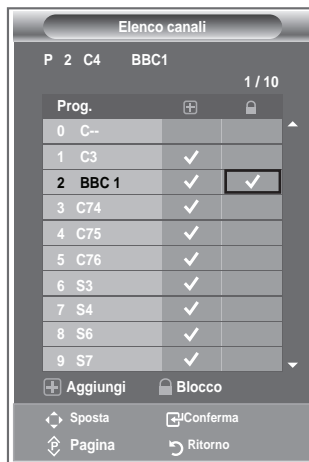 Elenco canali
P 2 C4 BBC1
1 / 10
Prog.
0 C--
1 C3
2 BBC 1
3 C74
4 C75
5 C76
6 S3
7 S4
8 S6
9 S7
Aggiungi Blocco
Sposta Conferma
P Pagina Ritorno